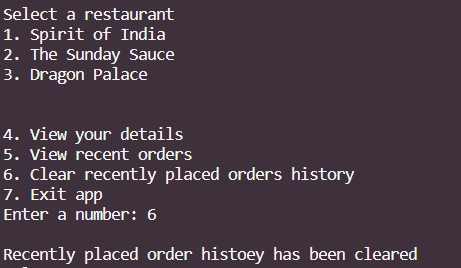 Select a restaurant
1. Spirit of India
2. The Sunday Sauce
3. Dragon Palace
4. View your details
5. View recent orders
6. Clear recently placed orders history
7. Exit app
Enter a number: 6
Recently placed order histoey has been cleared